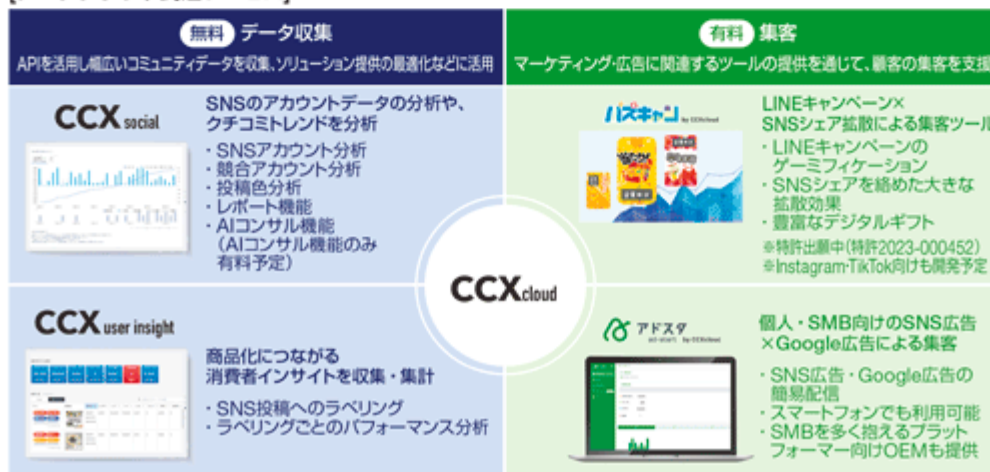 無料 データ収集
APIを活用し幅広いコミュニティデータを収集、ソリューション提供の最適化などに活用
有料 集客
マーケティング・広告に関連するツールの提供を通じて、顧客の集客を支援
CCX social
SNSのアカウントデータの分析や、
クチコミトレンドを分析
・SNSアカウント分析
・競合アカウント分析
・投稿色分析
・レポート機能
・AIコンサル機能
(AIコンサル機能のみ
有料予定)
バズキャン by CCXcloud
LINEキャンペーン×
SNSシェア拡散による集客ツール
・LINEキャンペーンの
ゲーミフィケーション
・SNSシェアを絡めた大きな
拡散効果
・豊富なデジタルギフト
※特許出願中(特許2023-000452)
※Instagram・TikTok向けも開発予定
CCX cloud
CCX user insight
商品化につながる
消費者インサイトを収集・集計
・SNS投稿へのラベリング
・ラベリングごとのパフォーマンス分析
アドスタ
ad-start by CCXcloud
個人・SMB向けのSNS広告
×Google広告による集客
・SNS広告・Google広告の
簡易配信
・スマートフォンでも利用可能
・SMBを多く抱えるプラット
フォーマー向けOEMも提供